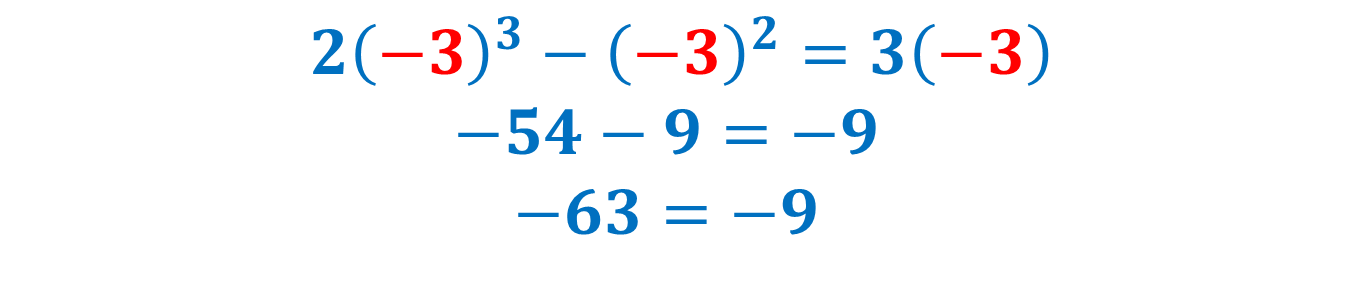 2(−3)³ − (−3)² = 3(−3)
−54 − 9 = −9
−63 = −9